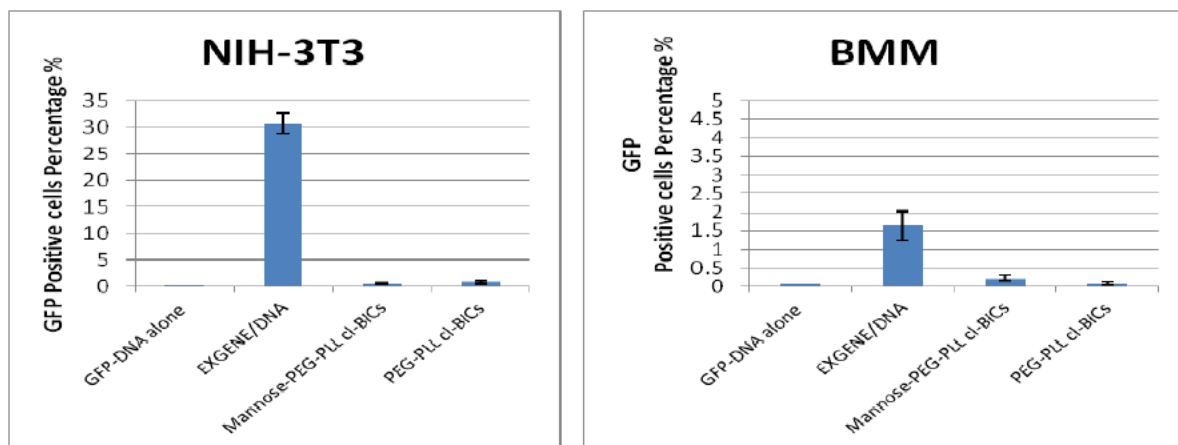 NIH-3T3
GFP Positive cells Percentage %
35
30
25
20
15
10
5
0
GFP-DNA alone
EXGENE/DNA
Mannose-PEG-PLL cl-BICs
PEG-PLL cl-BICs
BMM
GFP
Positive cells Percentage %
5
4.5
4
3.5
3
2.5
2
1.5
1
0.5
0
GFP-DNA alone
EXGENE/DNA
Mannose-PEG-PLL cl-BICs
PEG-PLL cl-BICs